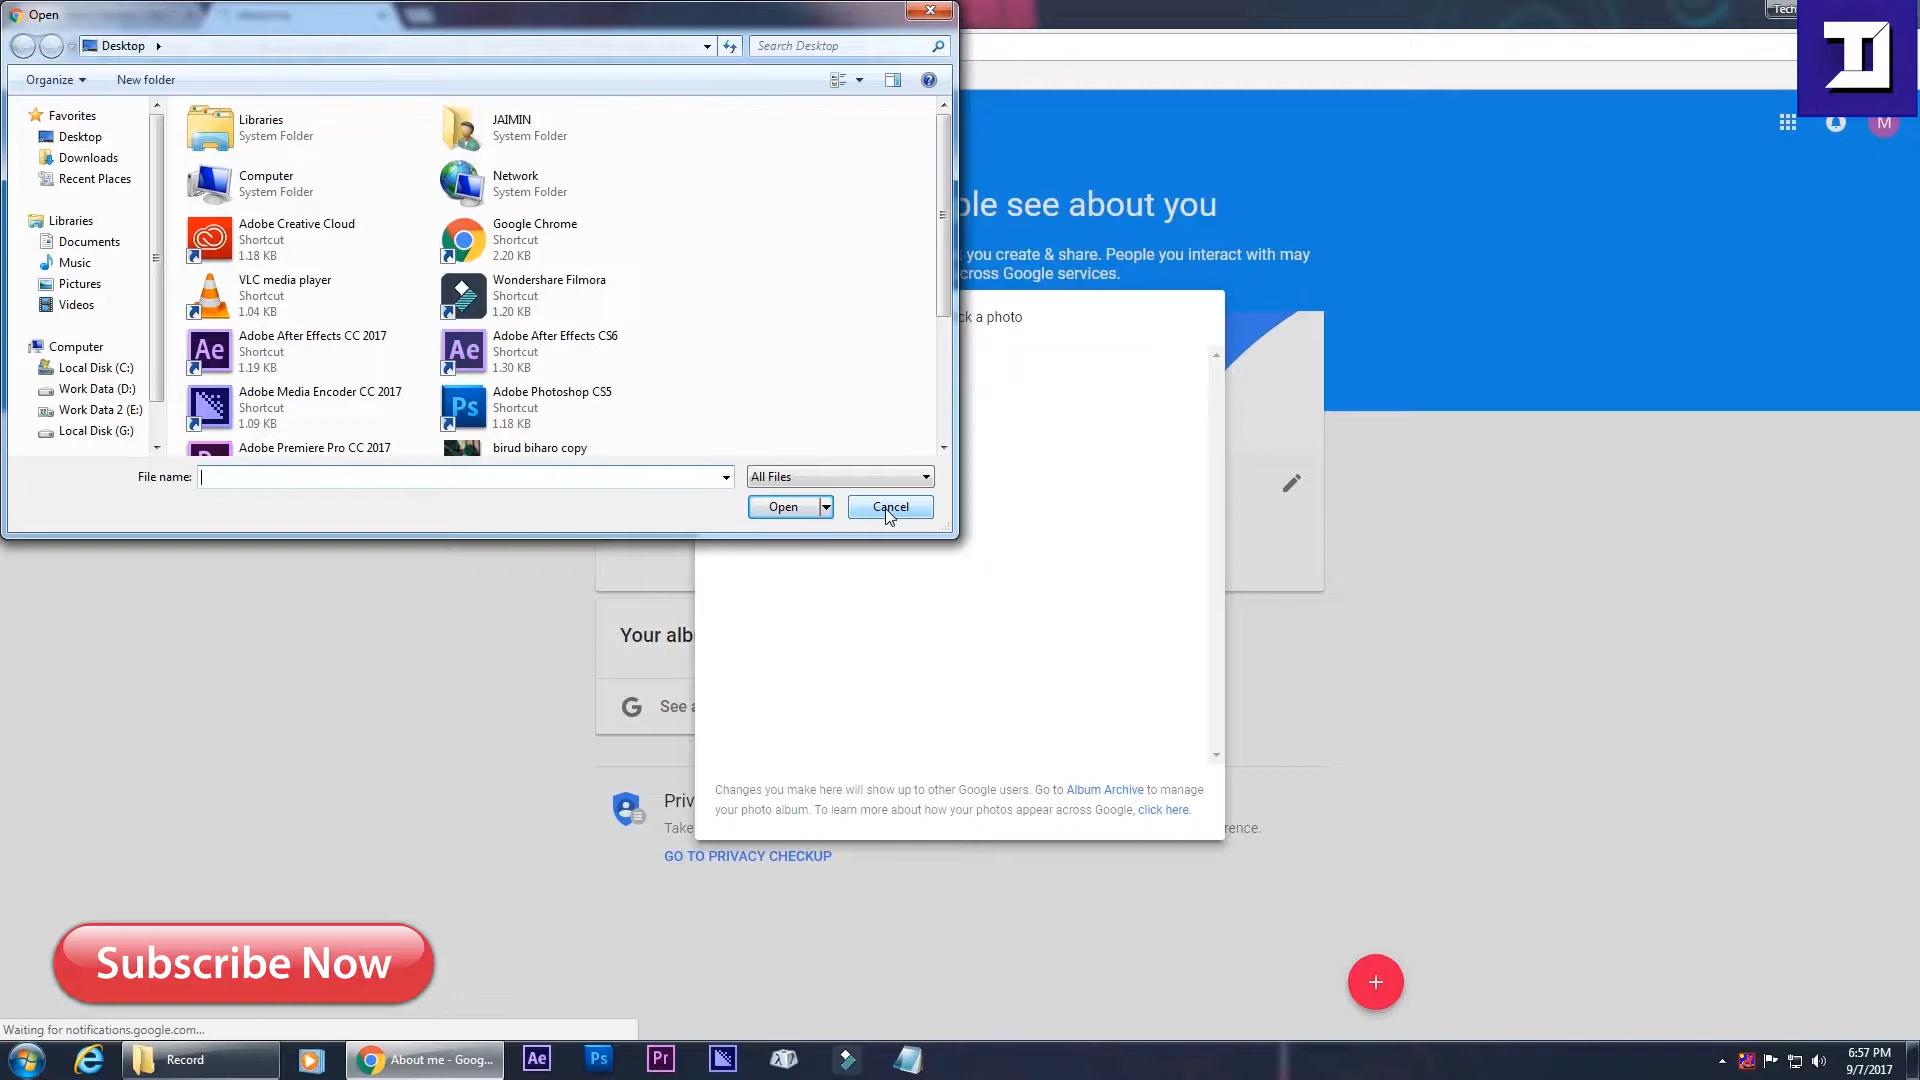 Open
Tech
Desktop
Search Desktop
Organize
New folder
Favorites
Desktop
Downloads
Recent Places
Libraries
Documents
Music
Pictures
Videos
Computer
Local Disk (C:)
Work Data (D:)
Work Data 2 (E:)
Local Disk (G:)
Libraries
System Folder
JAIMIN
System Folder
Computer
System Folder
Network
System Folder
Adobe Creative Cloud
Shortcut
1.18 KB
Google Chrome
Shortcut
2.20 KB
VLC media player
Shortcut
1.04 KB
Wondershare Filmora
Shortcut
1.20 KB
Adobe After Effects CC 2017
Shortcut
1.19 KB
Adobe After Effects CS6
Shortcut
1.30 KB
Adobe Media Encoder CC 2017
Shortcut
1.09 KB
Adobe Photoshop CS5
Shortcut
1.18 KB
Adobe Premiere Pro CC 2017
birud biharo copy
Ae
Ae
Ps
File name:
All Files
Open
Cancel
M
ple see about you
you create & share. People you interact with may
cross Google services.
ck a photo
Your albu
G
See a
Changes you make here will show up to other Google users. Go to Album Archive to manage
your photo album. To learn more about how your photos appear across Google, click here.
Priv
Take
rence.
GO TO PRIVACY CHECKUP
Subscribe Now
+
Waiting for notifications.google.com...
Record
About me - Goog...
Ae
Ps
Pr
6:57 PM
9/7/2017